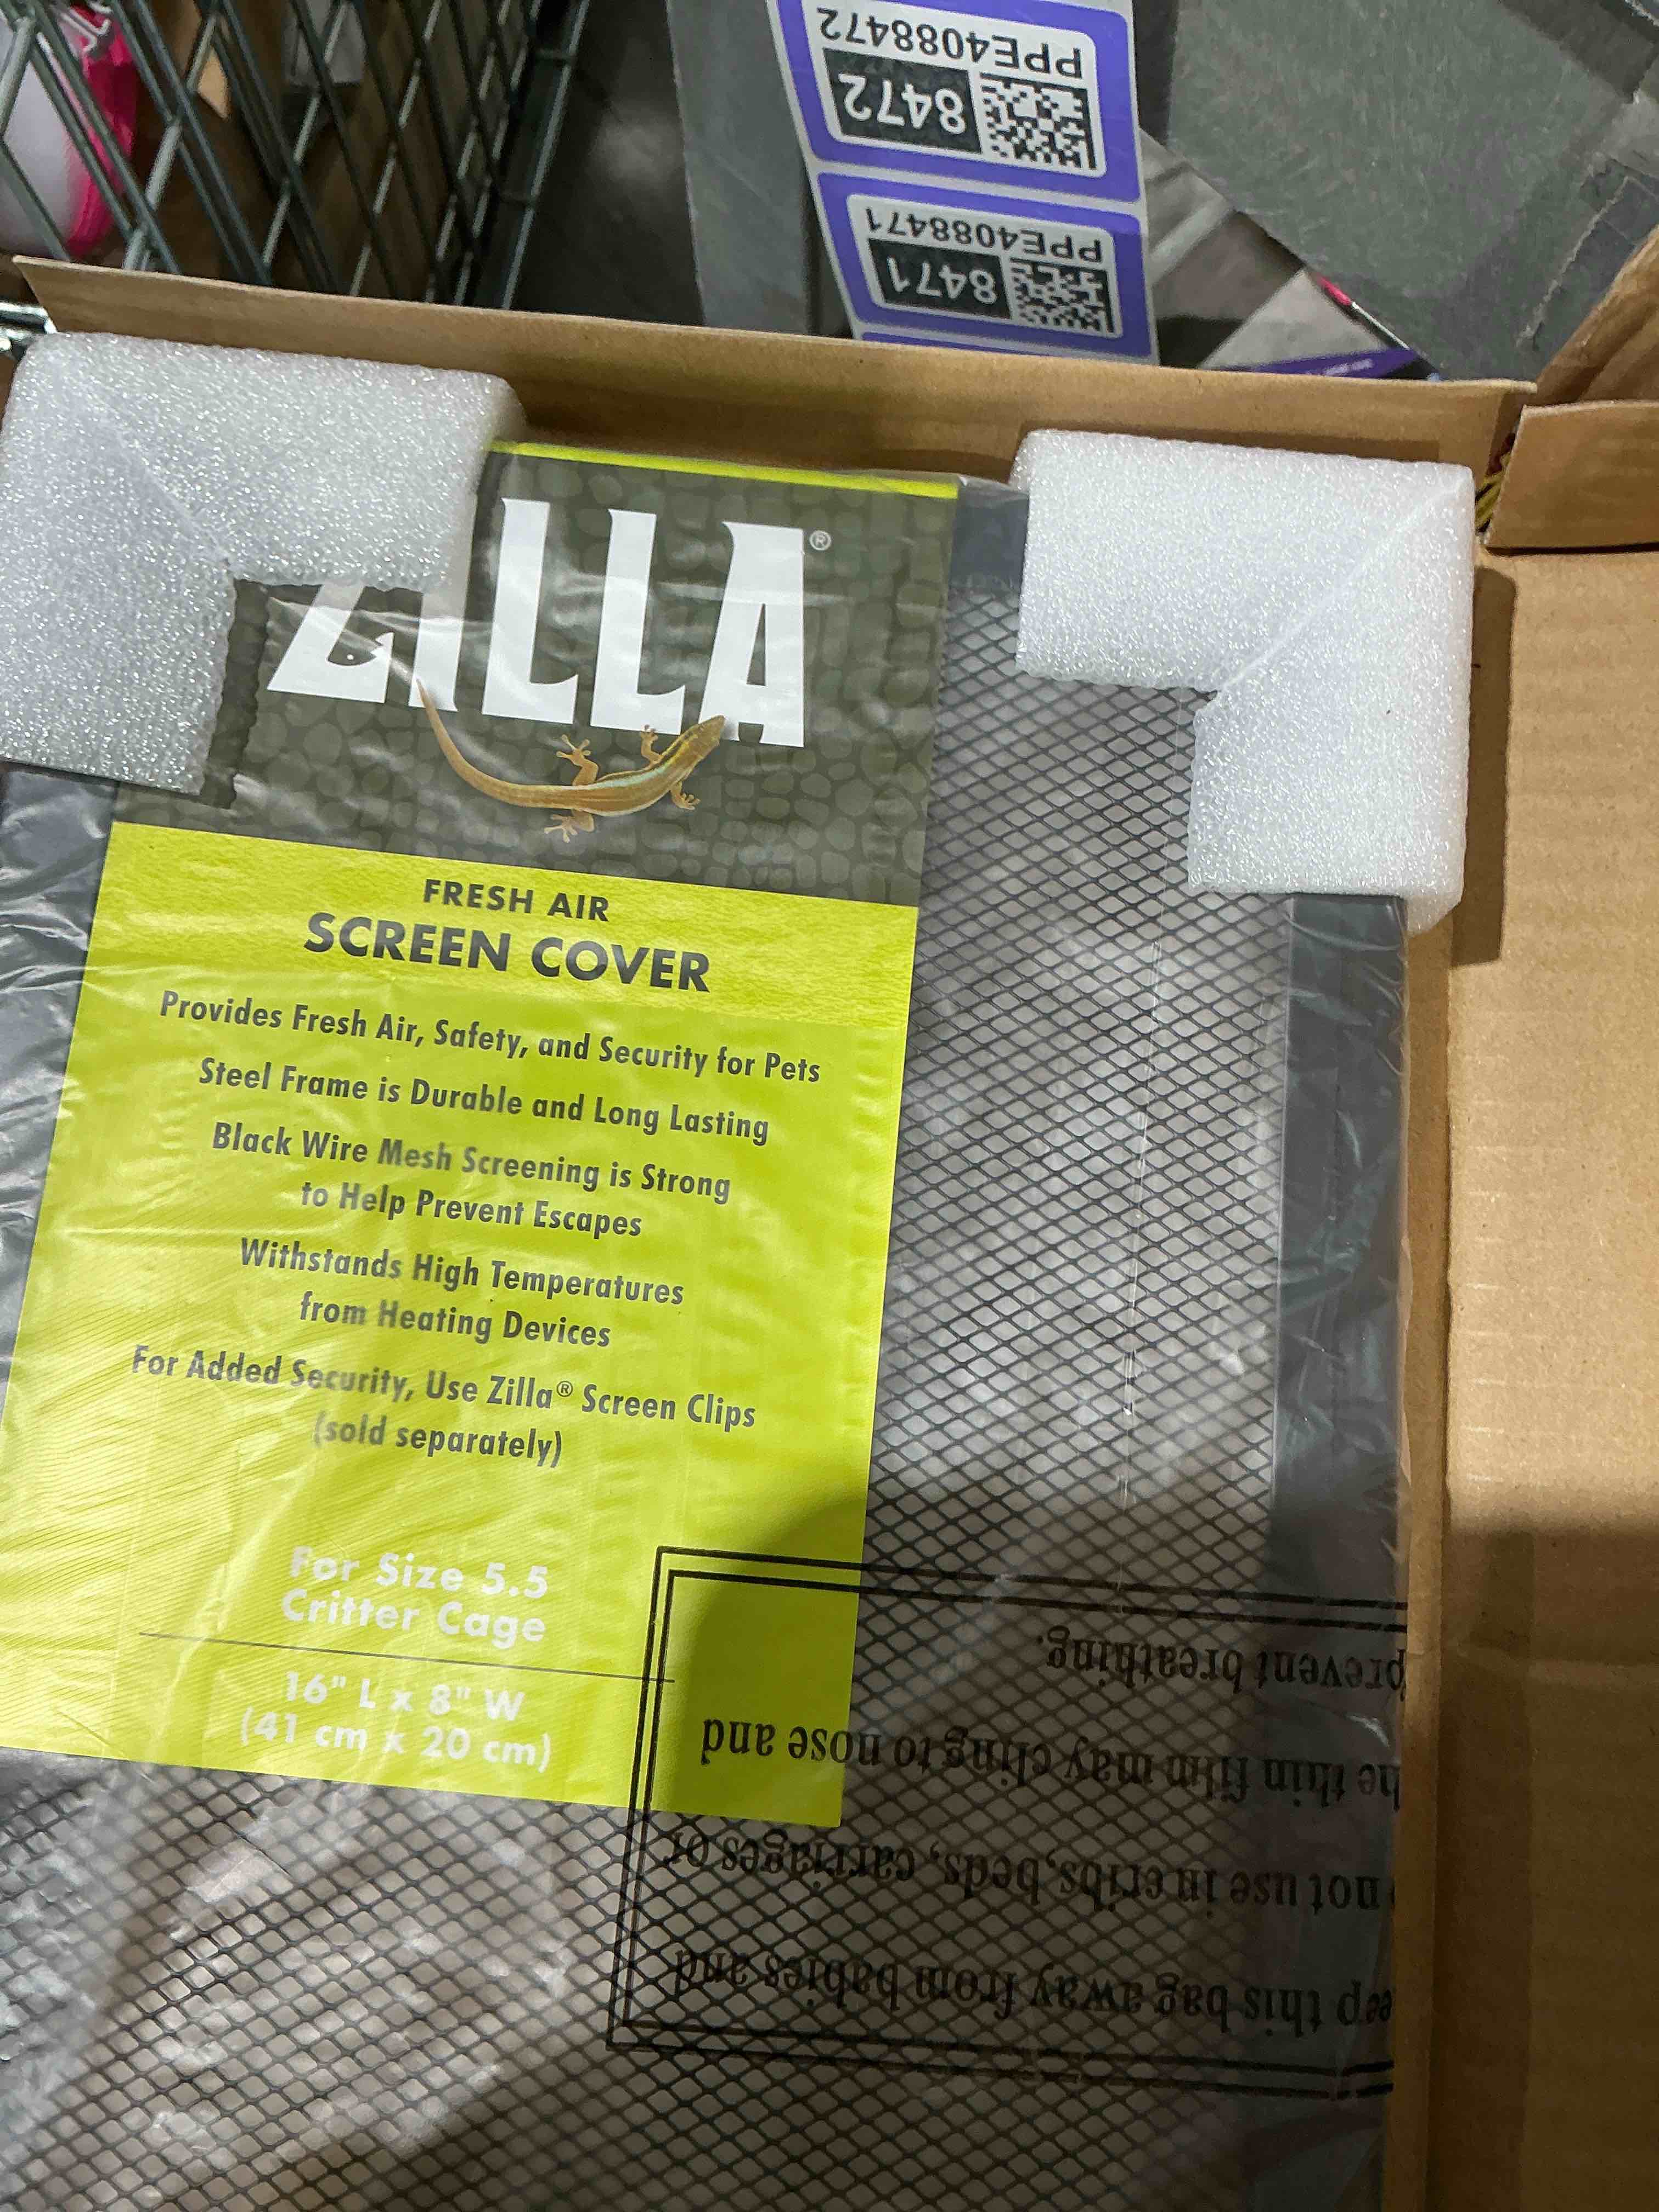 PPE4088472
8472
PPE4088471
8471
ZILLA®
FRESH AIR
SCREEN COVER
Provides Fresh Air, Safety, and Security for Pets
Steel Frame is Durable and Long Lasting
Black Wire Mesh Screening is Strong
to Help Prevent Escapes
Withstands High Temperatures
from Heating Devices
For Added Security, Use Zilla® Screen Clips
(sold separately)
For Size 5.5
Critter Cage
16" L x 8" W
(41 cm x 20 cm)
eep this bag away from babies and
not use in cribs, beds, carriages or
he thin film may cling to nose and
prevent breathing.